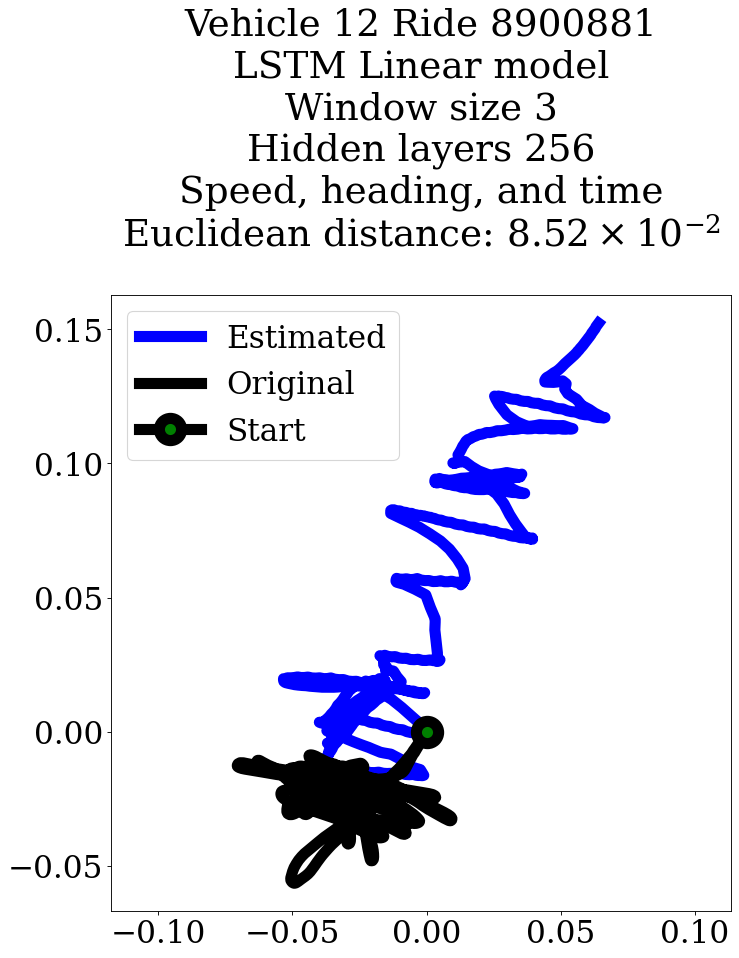 Vehicle 12 Ride 8900881
LSTM Linear model
Window size 3
Hidden layers 256
Speed, heading, and time
Euclidean distance: 8.52 × 10⁻²
Estimated
Original
Start
0.15
0.10
0.05
0.00
−0.05
−0.10 −0.05 0.00 0.05 0.10